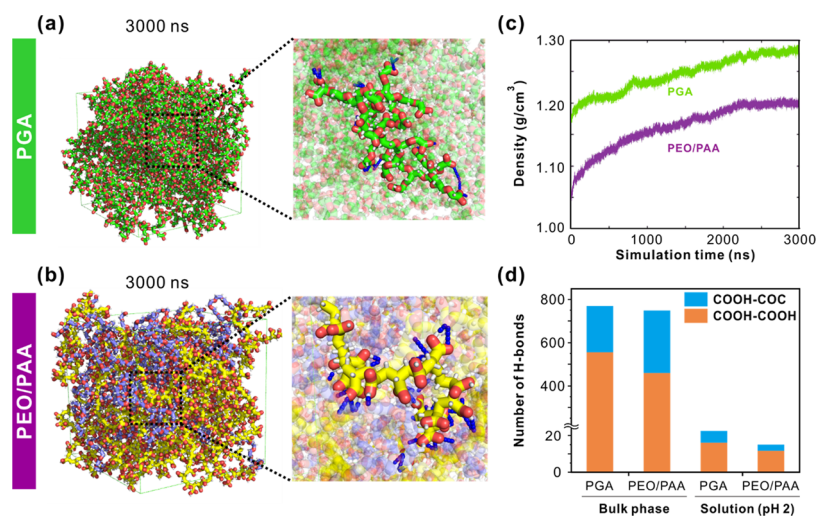 (a)
3000 ns
PGA
(b)
3000 ns
PEO/PAA
(c)
1.30
1.20
1.10
1.00
Density (g/cm³)
PGA
PEO/PAA
0
1000
2000
3000
Simulation time (ns)
(d)
800
600
400
20
0
Number of H-bonds
COOH-COC
COOH-COOH
PGA
PEO/PAA
PGA
PEO/PAA
Bulk phase
Solution (pH 2)